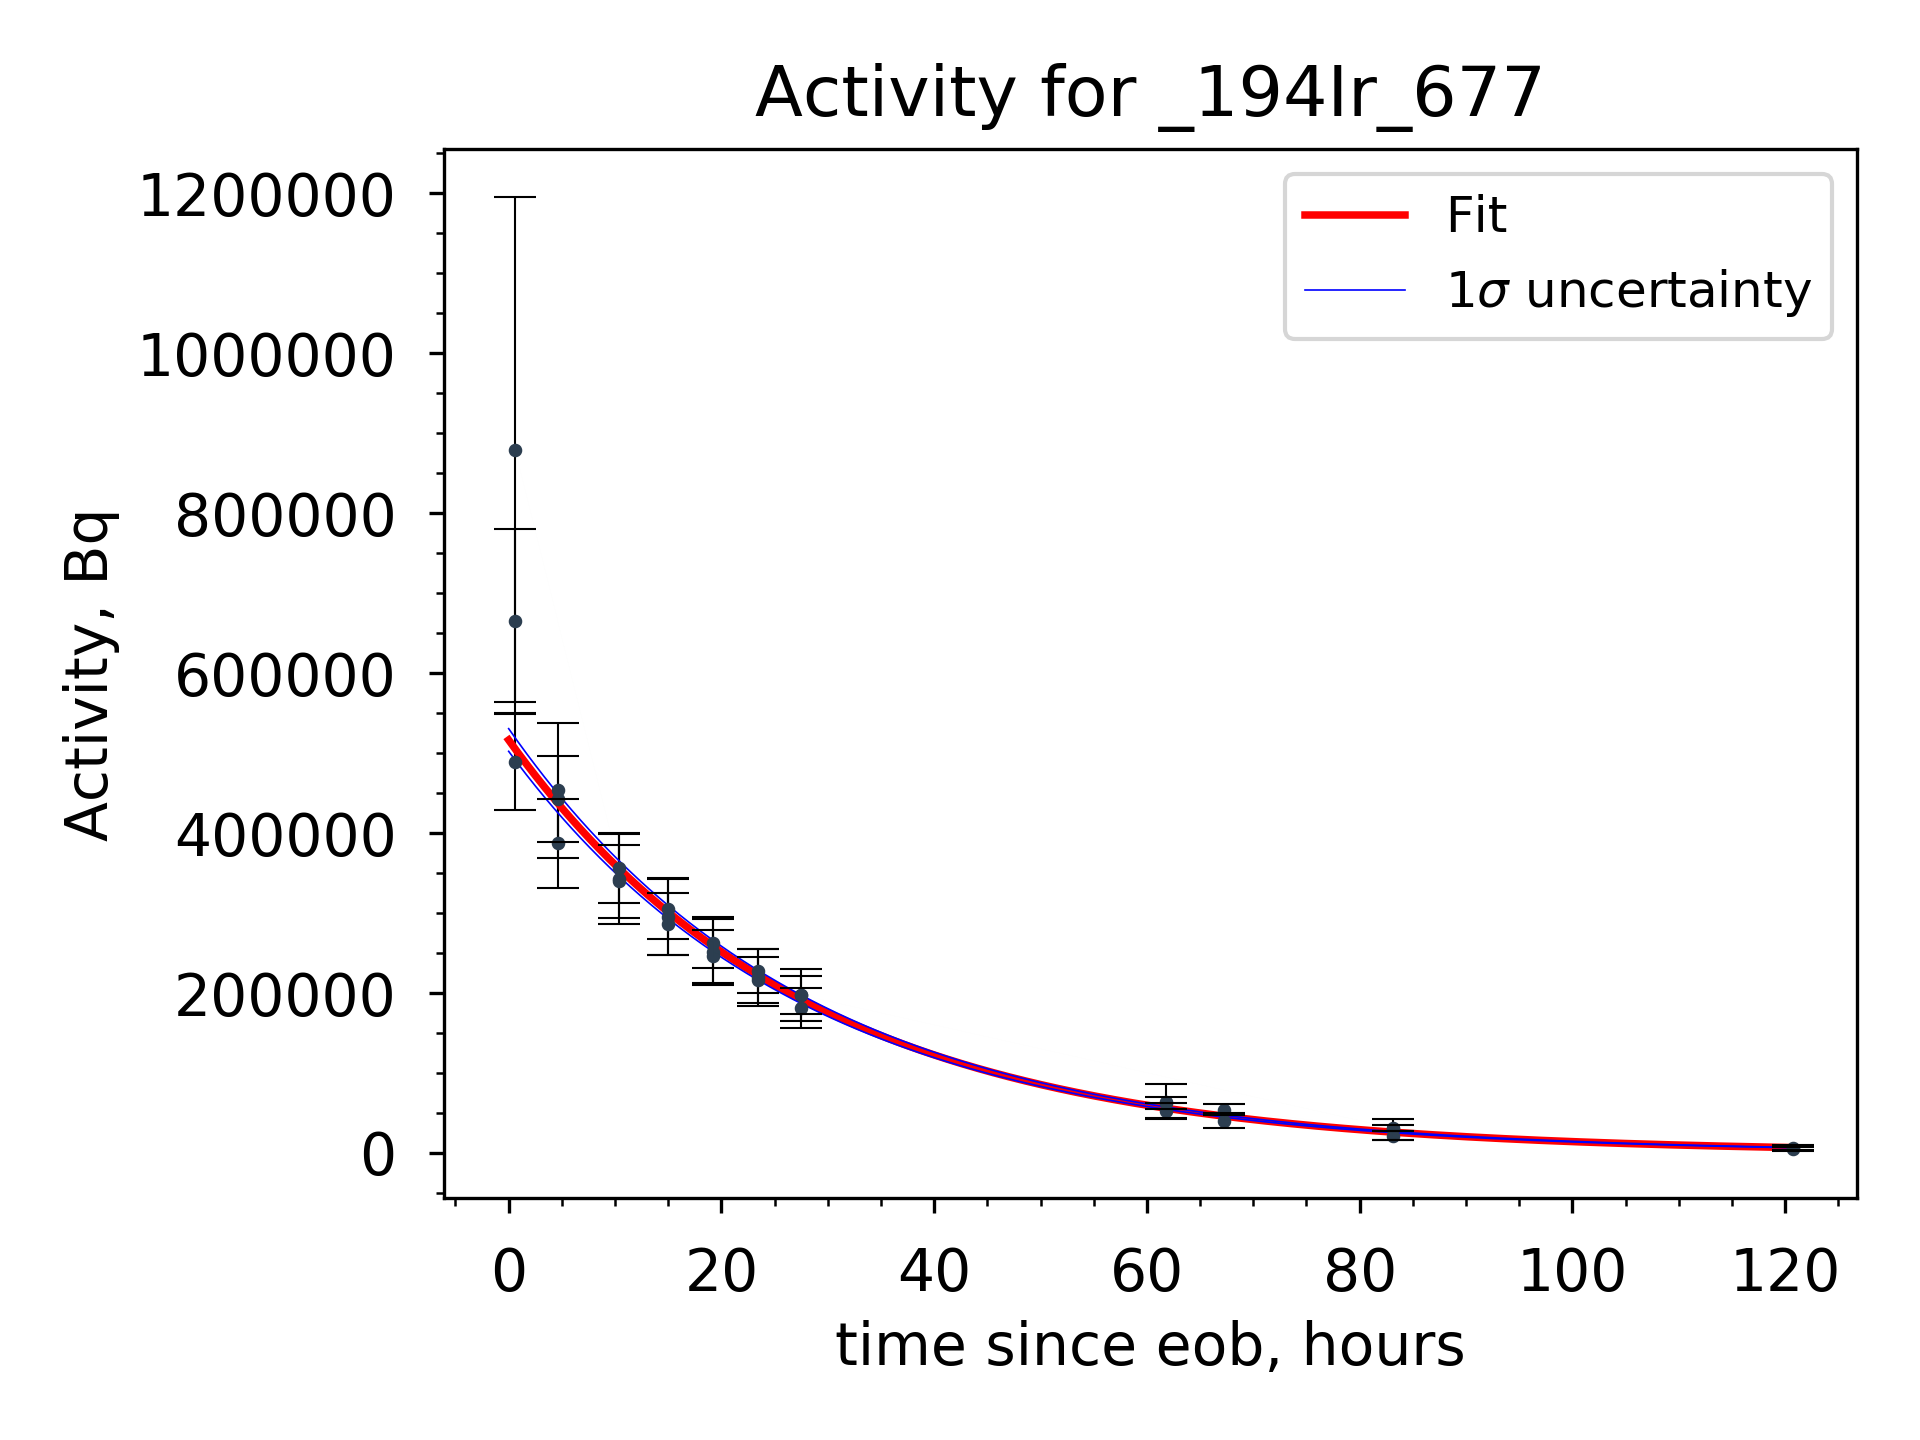 Activity for _194Ir_677
Fit
1σ uncertainty
Activity, Bq
1200000
1000000
800000
600000
400000
200000
0
0 20 40 60 80 100 120
time since eob, hours